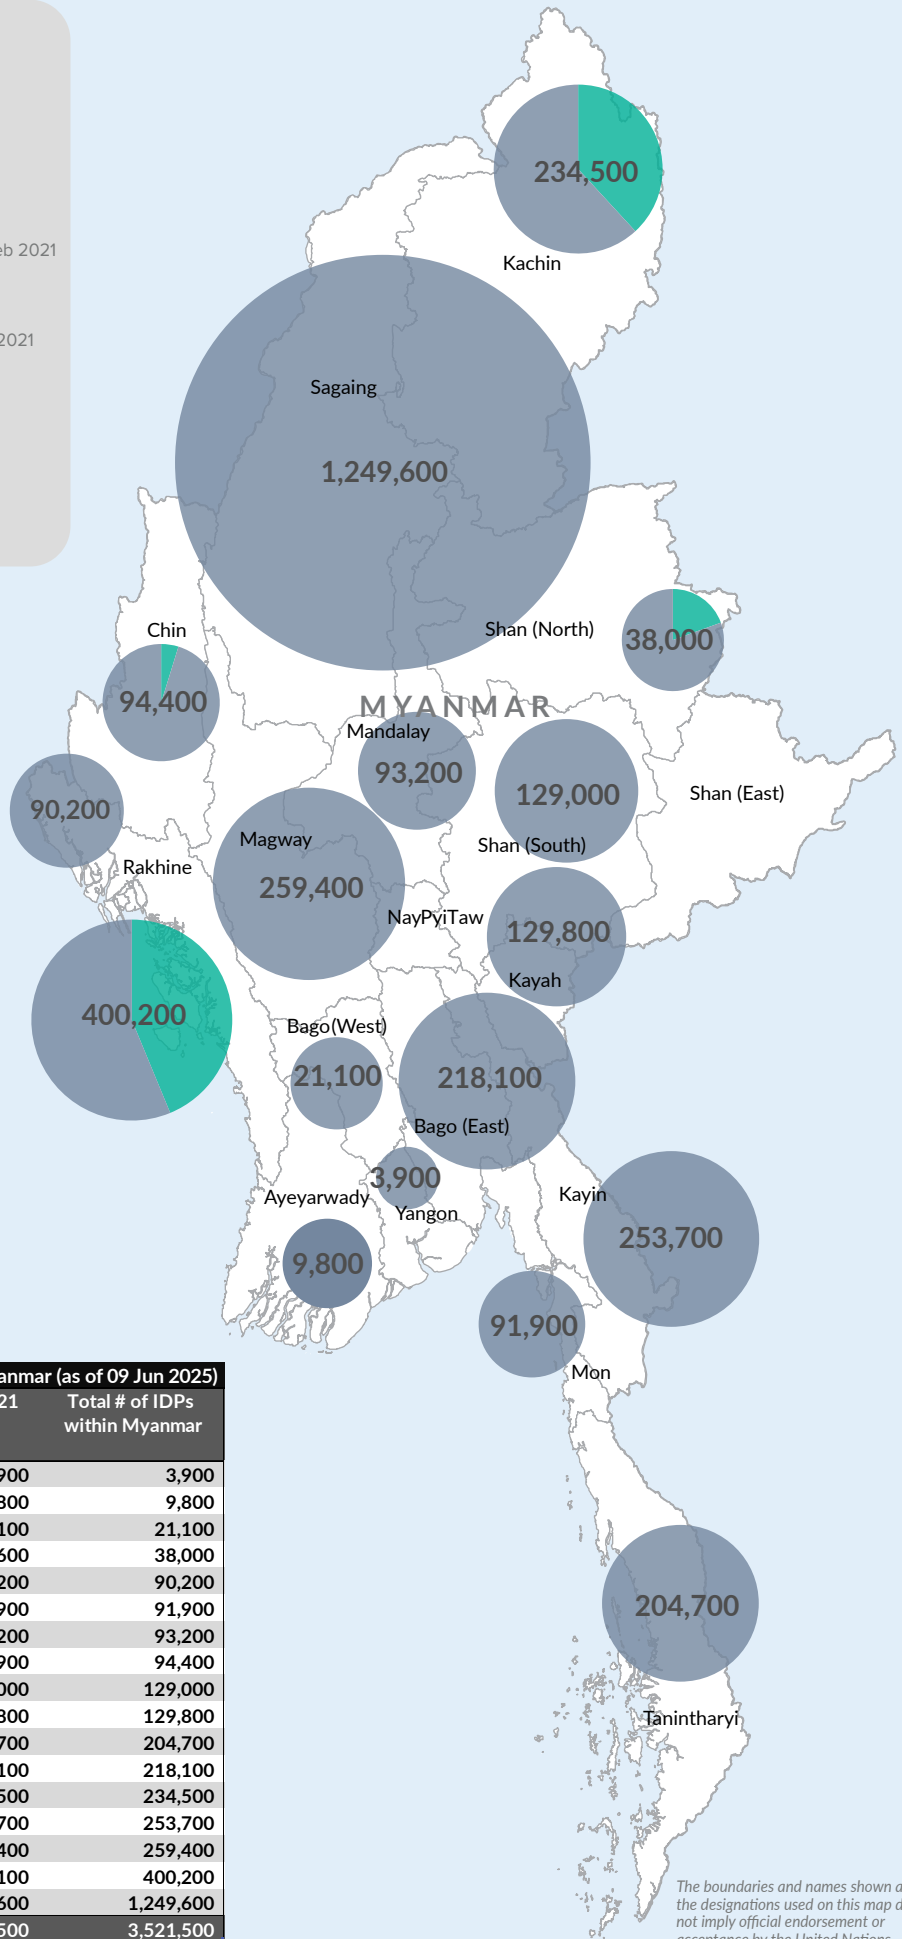 2021
234,500
Kachin
2021
Sagaing
1,249,600
Shan (North)
38,000
Chin
94,400
MYANMAR
Mandalay
93,200
129,000
Shan (East)
90,200
Magway
Shan (South)
Rakhine
259,400
NayPyiTaw
129,800
Kayah
400,200
Bago(West)
21,100
218,100
Bago (East)
3,900
Ayeyarwady
Yangon
Kayin
253,700
9,800
91,900
Mon
204,700
Tanintharyi
(as of 09 Jun 2025)
21 Total # of IDPs
within Myanmar
900 3,900
800 9,800
100 21,100
600 38,000
200 90,200
900 91,900
200 93,200
900 94,400
000 129,000
800 129,800
700 204,700
100 218,100
500 234,500
700 253,700
400 259,400
100 400,200
600 1,249,600
500 3,521,500
The boundaries and names shown
the designations used on this map
not imply official endorsement or
acceptance by the United Nations